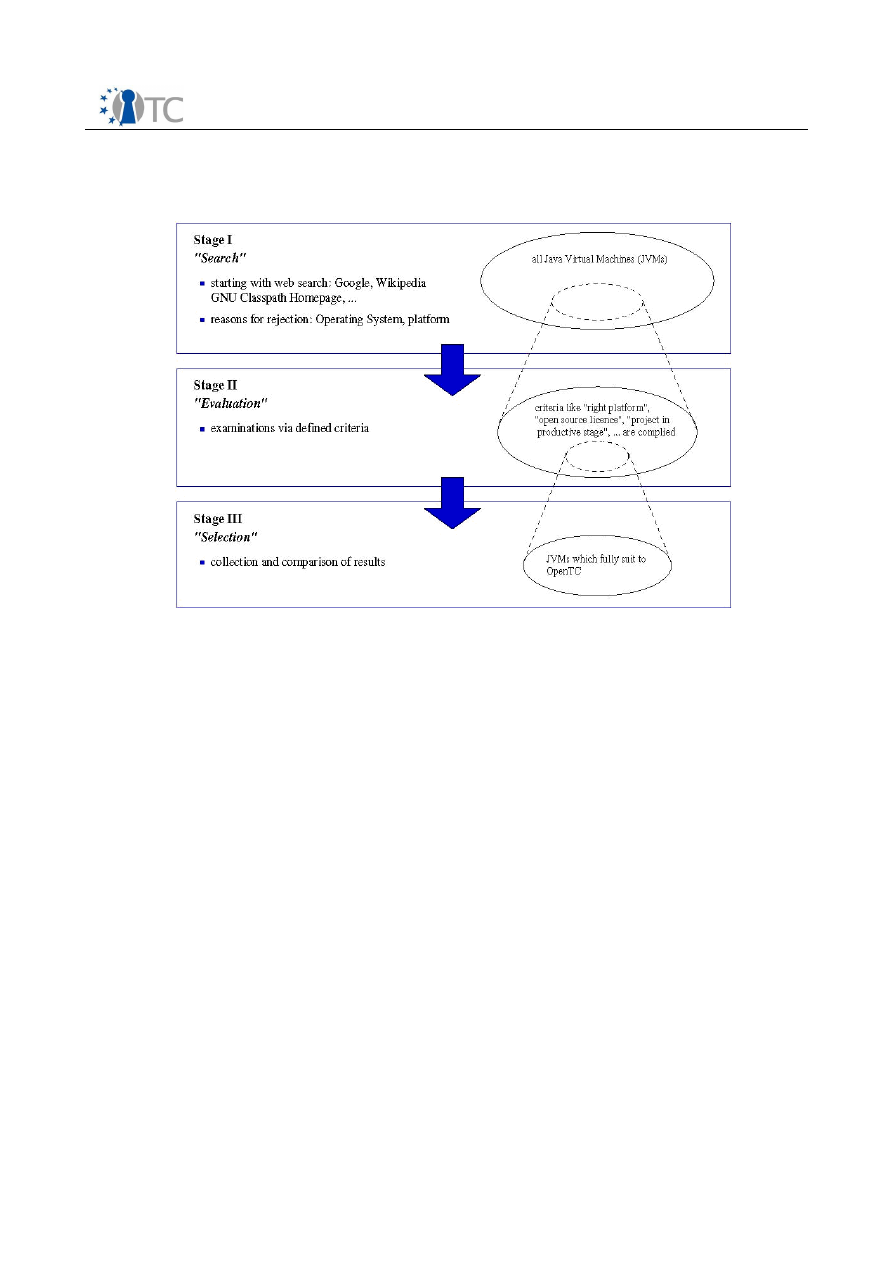 TC
Stage I
"Search"
▪ starting with web search: Google, Wikipedia
GNU Classpath Homepage, ...
▪ reasons for rejection: Operating System, platform
all Java Virtual Machines (JVMs)
Stage II
"Evaluation"
▪ examinations via defined criteria
criteria like "right platform",
"open source licence", "project in
productive stage", ... are complied
Stage III
"Selection"
▪ collection and comparison of results
JVMs which fully suit to
OpenTC